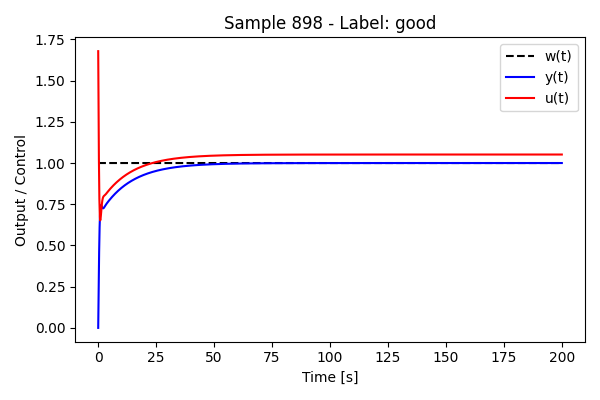 Sample 898 - Label: good
Output / Control
1.75
1.50
1.25
1.00
0.75
0.50
0.25
0.00
w(t)
y(t)
u(t)
0 25 50 75 100 125 150 175 200
Time [s]